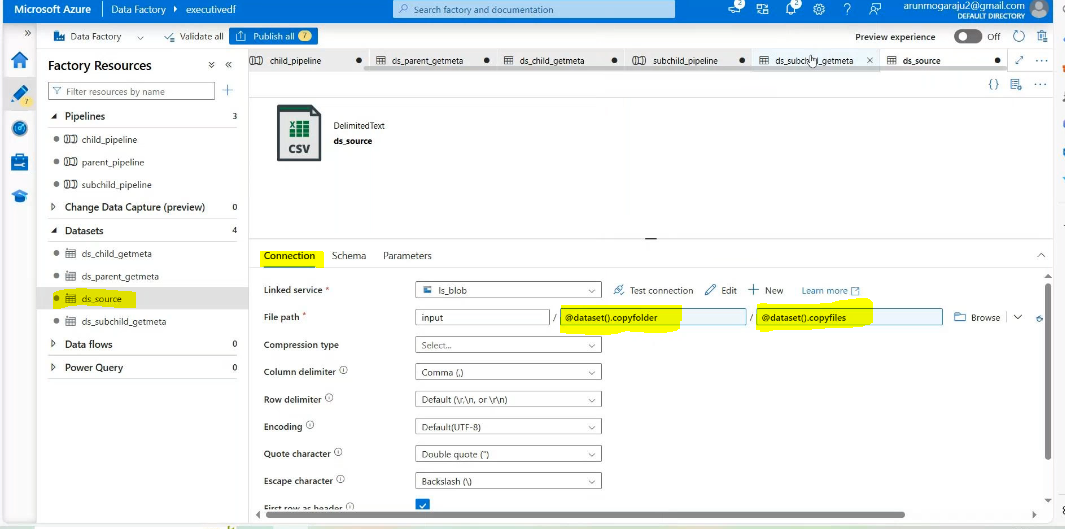 Microsoft Azure Data Factory > executivedf Search factory and documentation 2 2 arunmogaraju2@gmail.com
DEFAULT DIRECTORY
» Data Factory Validate all Publish all 7 Preview experience Off
Factory Resources
child_pipeline ds_parent_getmeta ds_child_getmeta subchild_pipeline ds_subchild_getmeta ds_source
Filter resources by name
Pipelines 3
child_pipeline
parent_pipeline
subchild_pipeline
Change Data Capture (preview) 0
Datasets 4
ds_child_getmeta
ds_parent_getmeta
ds_source
ds_subchild_getmeta
Data flows 0
Power Query 0
CSV
DelimitedText
ds_source
Connection Schema Parameters
Linked service * ls_blob Test connection Edit New Learn more
File path * input / @dataset().copyfolder / @dataset().copyfiles Browse
Compression type Select...
Column delimiter Comma (,)
Row delimiter Default (\r,\n, or \r\n)
Encoding Default(UTF-8)
Quote character Double quote (")
Escape character Backslash (\)
First row as header